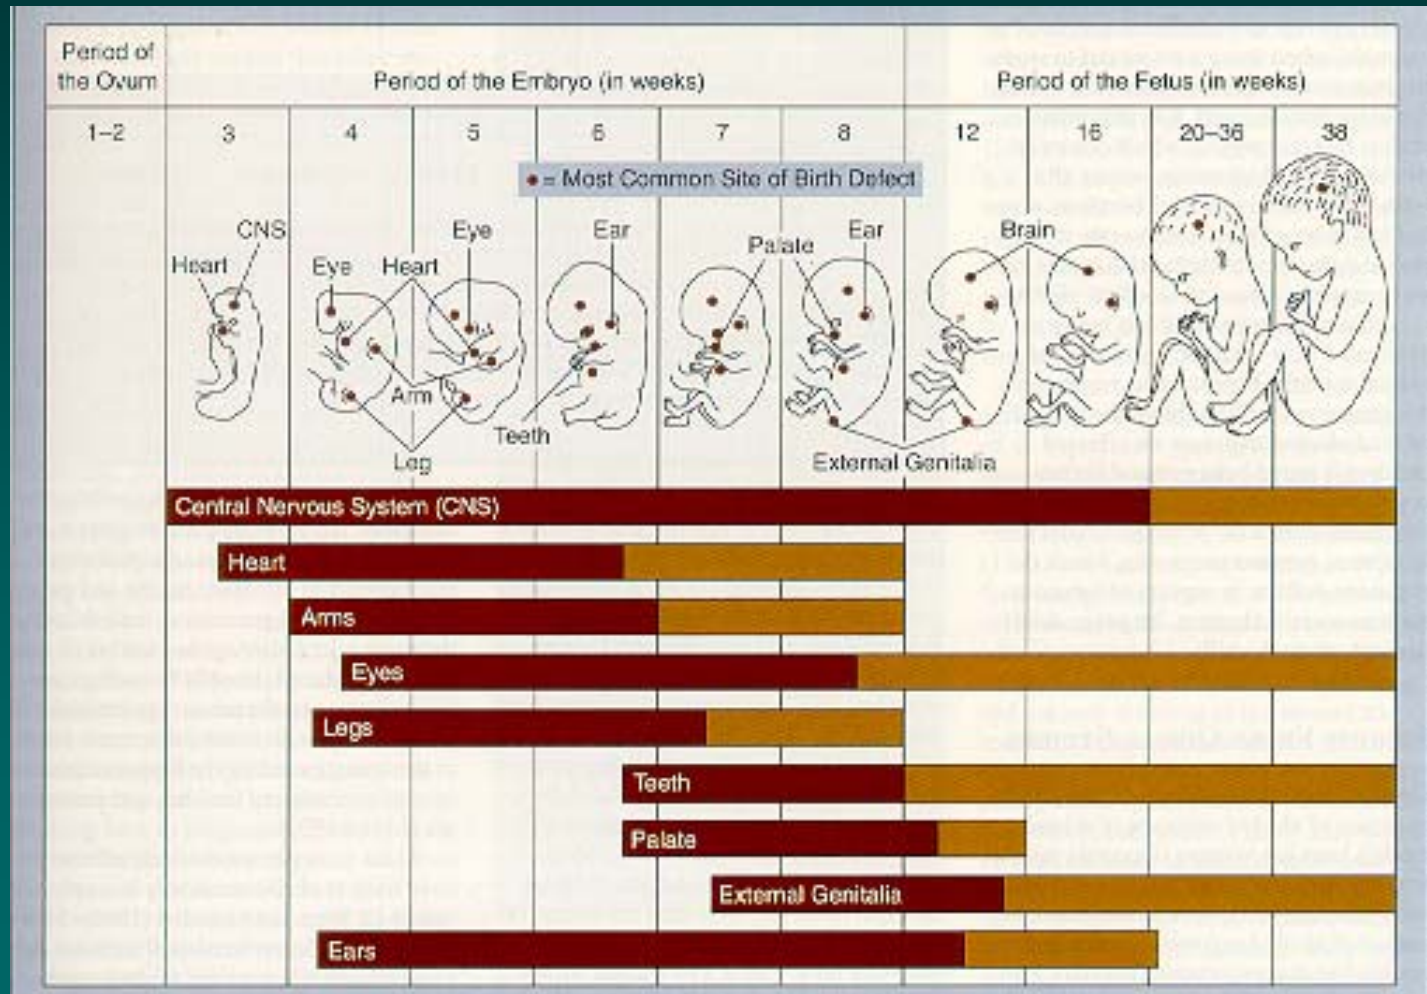 Period of
the Ovum
Period of the Embryo (in weeks)
Period of the Fetus (in weeks)
1–2
3
4
5
6
7
8
12
16
20–36
38
• = Most Common Site of Birth Defect
CNS
Heart
Eye
Heart
Eye
Ear
Palate
Ear
Brain
Arm
Teeth
Leg
External Genitalia
Central Nervous System (CNS)
Heart
Arms
Eyes
Legs
Teeth
Palate
External Genitalia
Ears